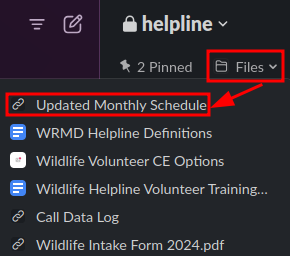 helpline
2 Pinned
Files
Updated Monthly Schedule
WRMD Helpline Definitions
Wildlife Volunteer CE Options
Wildlife Helpline Volunteer Training...
Call Data Log
Wildlife Intake Form 2024.pdf